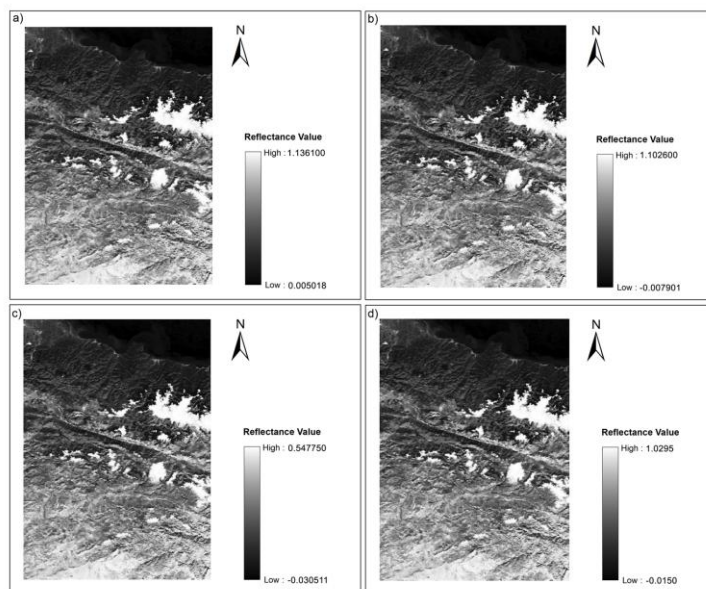 a)
N
Reflectance Value
High : 1.136100
Low : 0.005018
b)
N
Reflectance Value
High : 1.102600
Low : -0.007901
c)
N
Reflectance Value
High : 0.547750
Low : -0.030511
d)
N
Reflectance Value
High : 1.0295
Low : -0.0150